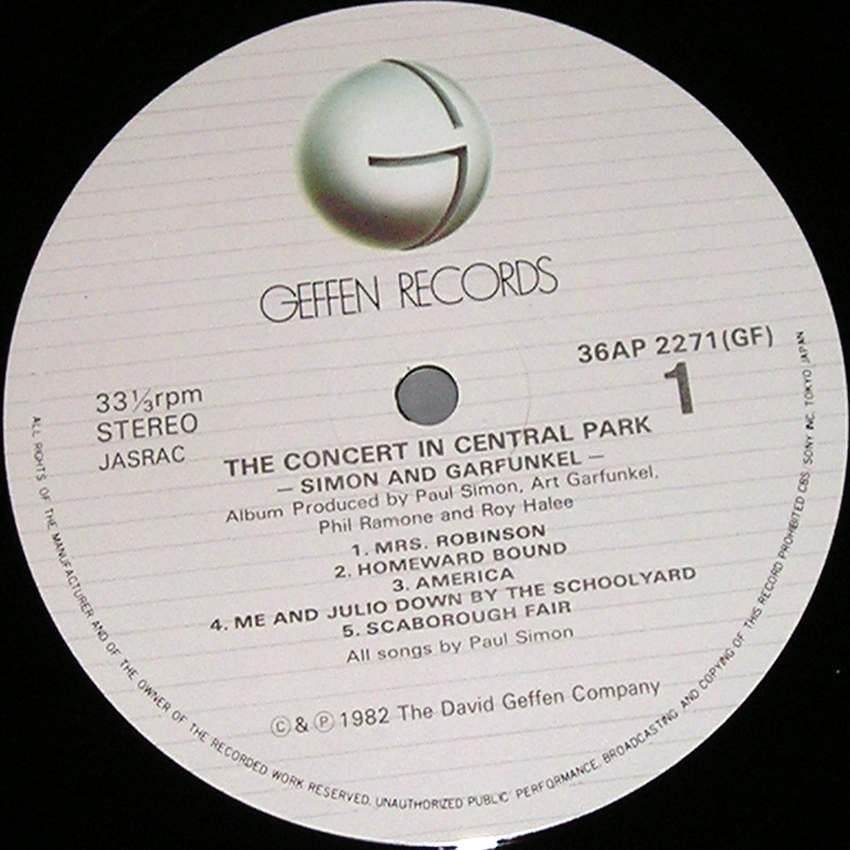 GEFFEN RECORDS
36AP 2271(GF)
1
33⅓rpm
STEREO
JASRAC
THE CONCERT IN CENTRAL PARK
— SIMON AND GARFUNKEL —
Album Produced by Paul Simon, Art Garfunkel,
Phil Ramone and Roy Halee
1. MRS. ROBINSON
2. HOMEWARD BOUND
3. AMERICA
4. ME AND JULIO DOWN BY THE SCHOOLYARD
5. SCABOROUGH FAIR
All songs by Paul Simon
Ⓒ & Ⓟ 1982 The David Geffen Company
ALL RIGHTS OF THE MANUFACTURER AND OF THE OWNER OF THE RECORDED WORK RESERVED. UNAUTHORIZED PUBLIC PERFORMANCE. BROADCASTING AND COPYING OF THIS RECORD PROHIBITED CBS SONY INC. TOKYO JAPAN